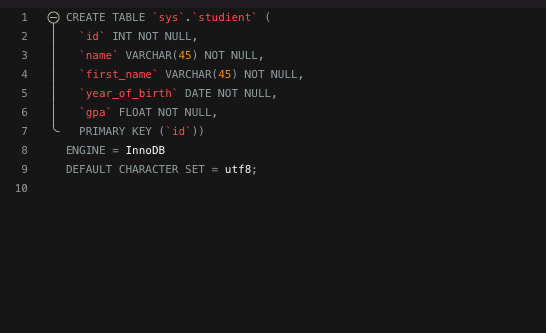 1 CREATE TABLE `sys`.`studient` (
2 `id` INT NOT NULL,
3 `name` VARCHAR(45) NOT NULL,
4 `first_name` VARCHAR(45) NOT NULL,
5 `year_of_birth` DATE NOT NULL,
6 `gpa` FLOAT NOT NULL,
7 PRIMARY KEY (`id`))
8 ENGINE = InnoDB
9 DEFAULT CHARACTER SET = utf8;
10